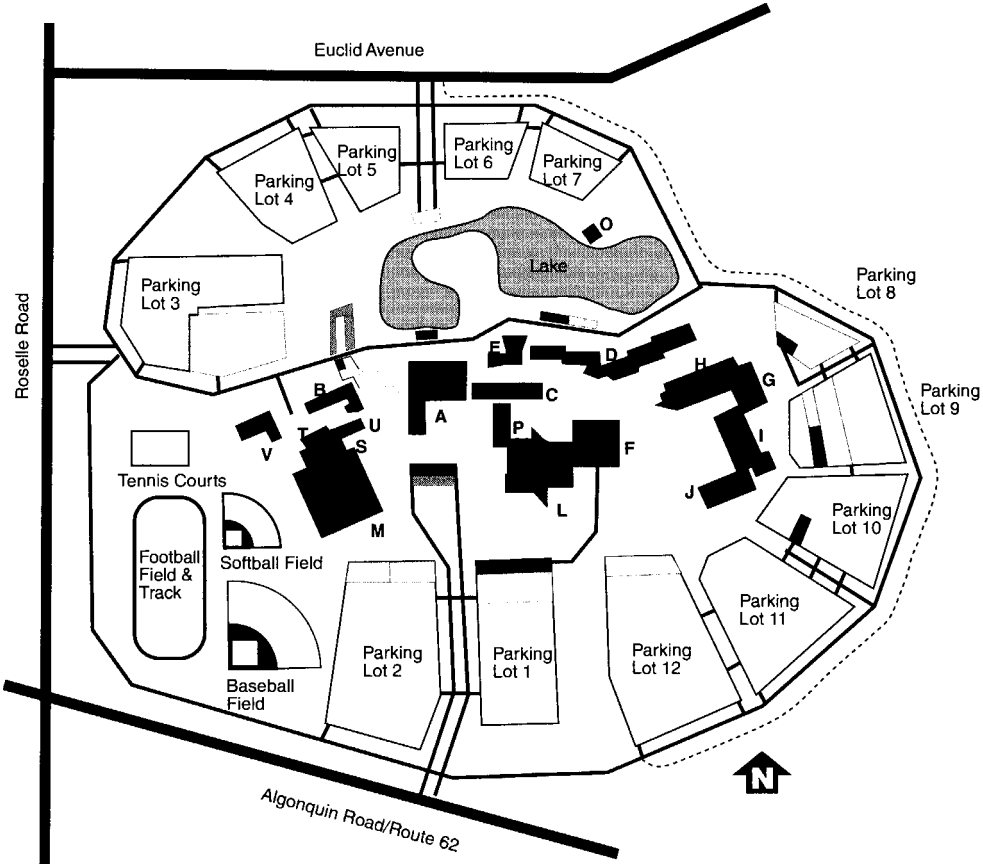 Euclid Avenue
Parking
Lot 5
Parking
Lot 6
Parking
Lot 7
Parking
Lot 4
O
Lake
Parking
Lot 3
Parking
Lot 8
Roselle Road
E
D
H
G
Parking
Lot 9
B
A
C
U
T
S
P
F
I
V
Tennis Courts
J
L
M
Parking
Lot 10
Football
Field &
Track
Softball Field
Parking
Lot 11
Parking
Lot 2
Parking
Lot 1
Parking
Lot 12
Baseball
Field
N
Algonquin Road/Route 62